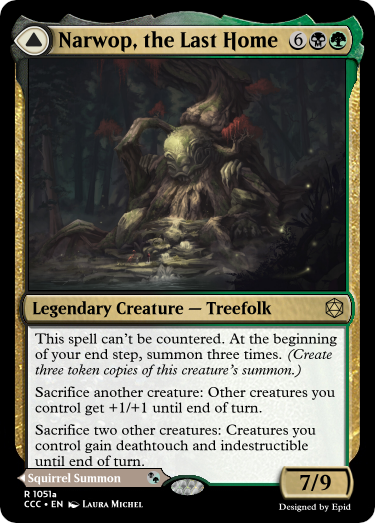 Narwop, the Last Home 6
Legendary Creature — Treefolk
This spell can't be countered. At the beginning
of your end step, summon three times. (Create
three token copies of this creature's summon.)
Sacrifice another creature: Other creatures you
control get +1/+1 until end of turn.
Sacrifice two other creatures: Creatures you
control gain deathtouch and indestructible
until end of turn.
Squirrel Summon
7/9
R 1051a
CCC • EN Laura Michel
Designed by Epid